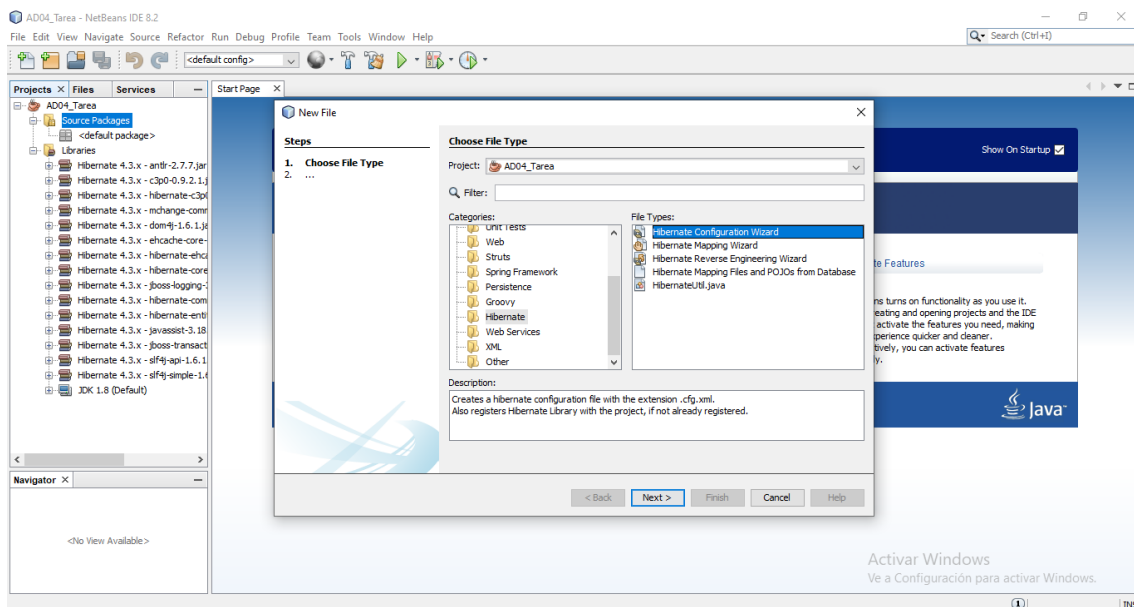 AD04_Tarea - NetBeans IDE 8.2
File Edit View Navigate Source Refactor Run Debug Profile Team Tools Window Help
Search (Ctrl+I)
<default config>
Projects Files Services
Start Page
AD04_Tarea
Source Packages
<default package>
Libraries
Hibernate 4.3.x - antlr-2.7.7.jar
Hibernate 4.3.x - c3p0-0.9.2.1.j
Hibernate 4.3.x - hibernate-c3p0
Hibernate 4.3.x - mchange-comm
Hibernate 4.3.x - dom4j-1.6.1.ja
Hibernate 4.3.x - ehcache-core-
Hibernate 4.3.x - hibernate-ehca
Hibernate 4.3.x - hibernate-core
Hibernate 4.3.x - jboss-logging-
Hibernate 4.3.x - hibernate-com
Hibernate 4.3.x - hibernate-enti
Hibernate 4.3.x - javassist-3.18
Hibernate 4.3.x - jboss-transact
Hibernate 4.3.x - slf4j-api-1.6.1
Hibernate 4.3.x - slf4j-simple-1.6
JDK 1.8 (Default)
Navigator
<No View Available>
New File
Steps
1. Choose File Type
2. ...
Choose File Type
Project: AD04_Tarea
Filter:
Categories:
Unit Tests
Web
Struts
Spring Framework
Persistence
Groovy
Hibernate
Web Services
XML
Other
File Types:
Hibernate Configuration Wizard
Hibernate Mapping Wizard
Hibernate Reverse Engineering Wizard
Hibernate Mapping Files and POJOs from Database
HibernateUtil.java
Description:
Creates a hibernate configuration file with the extension .cfg.xml.
Also registers Hibernate Library with the project, if not already registered.
< Back Next > Finish Cancel Help
Show On Startup
te Features
ns turns on functionality as you use it.
eating and opening projects and the IDE
activate the features you need, making
xperience quicker and cleaner.
tively, you can activate features
y.
Java
Activar Windows
Ve a Configuración para activar Windows.
1
INS